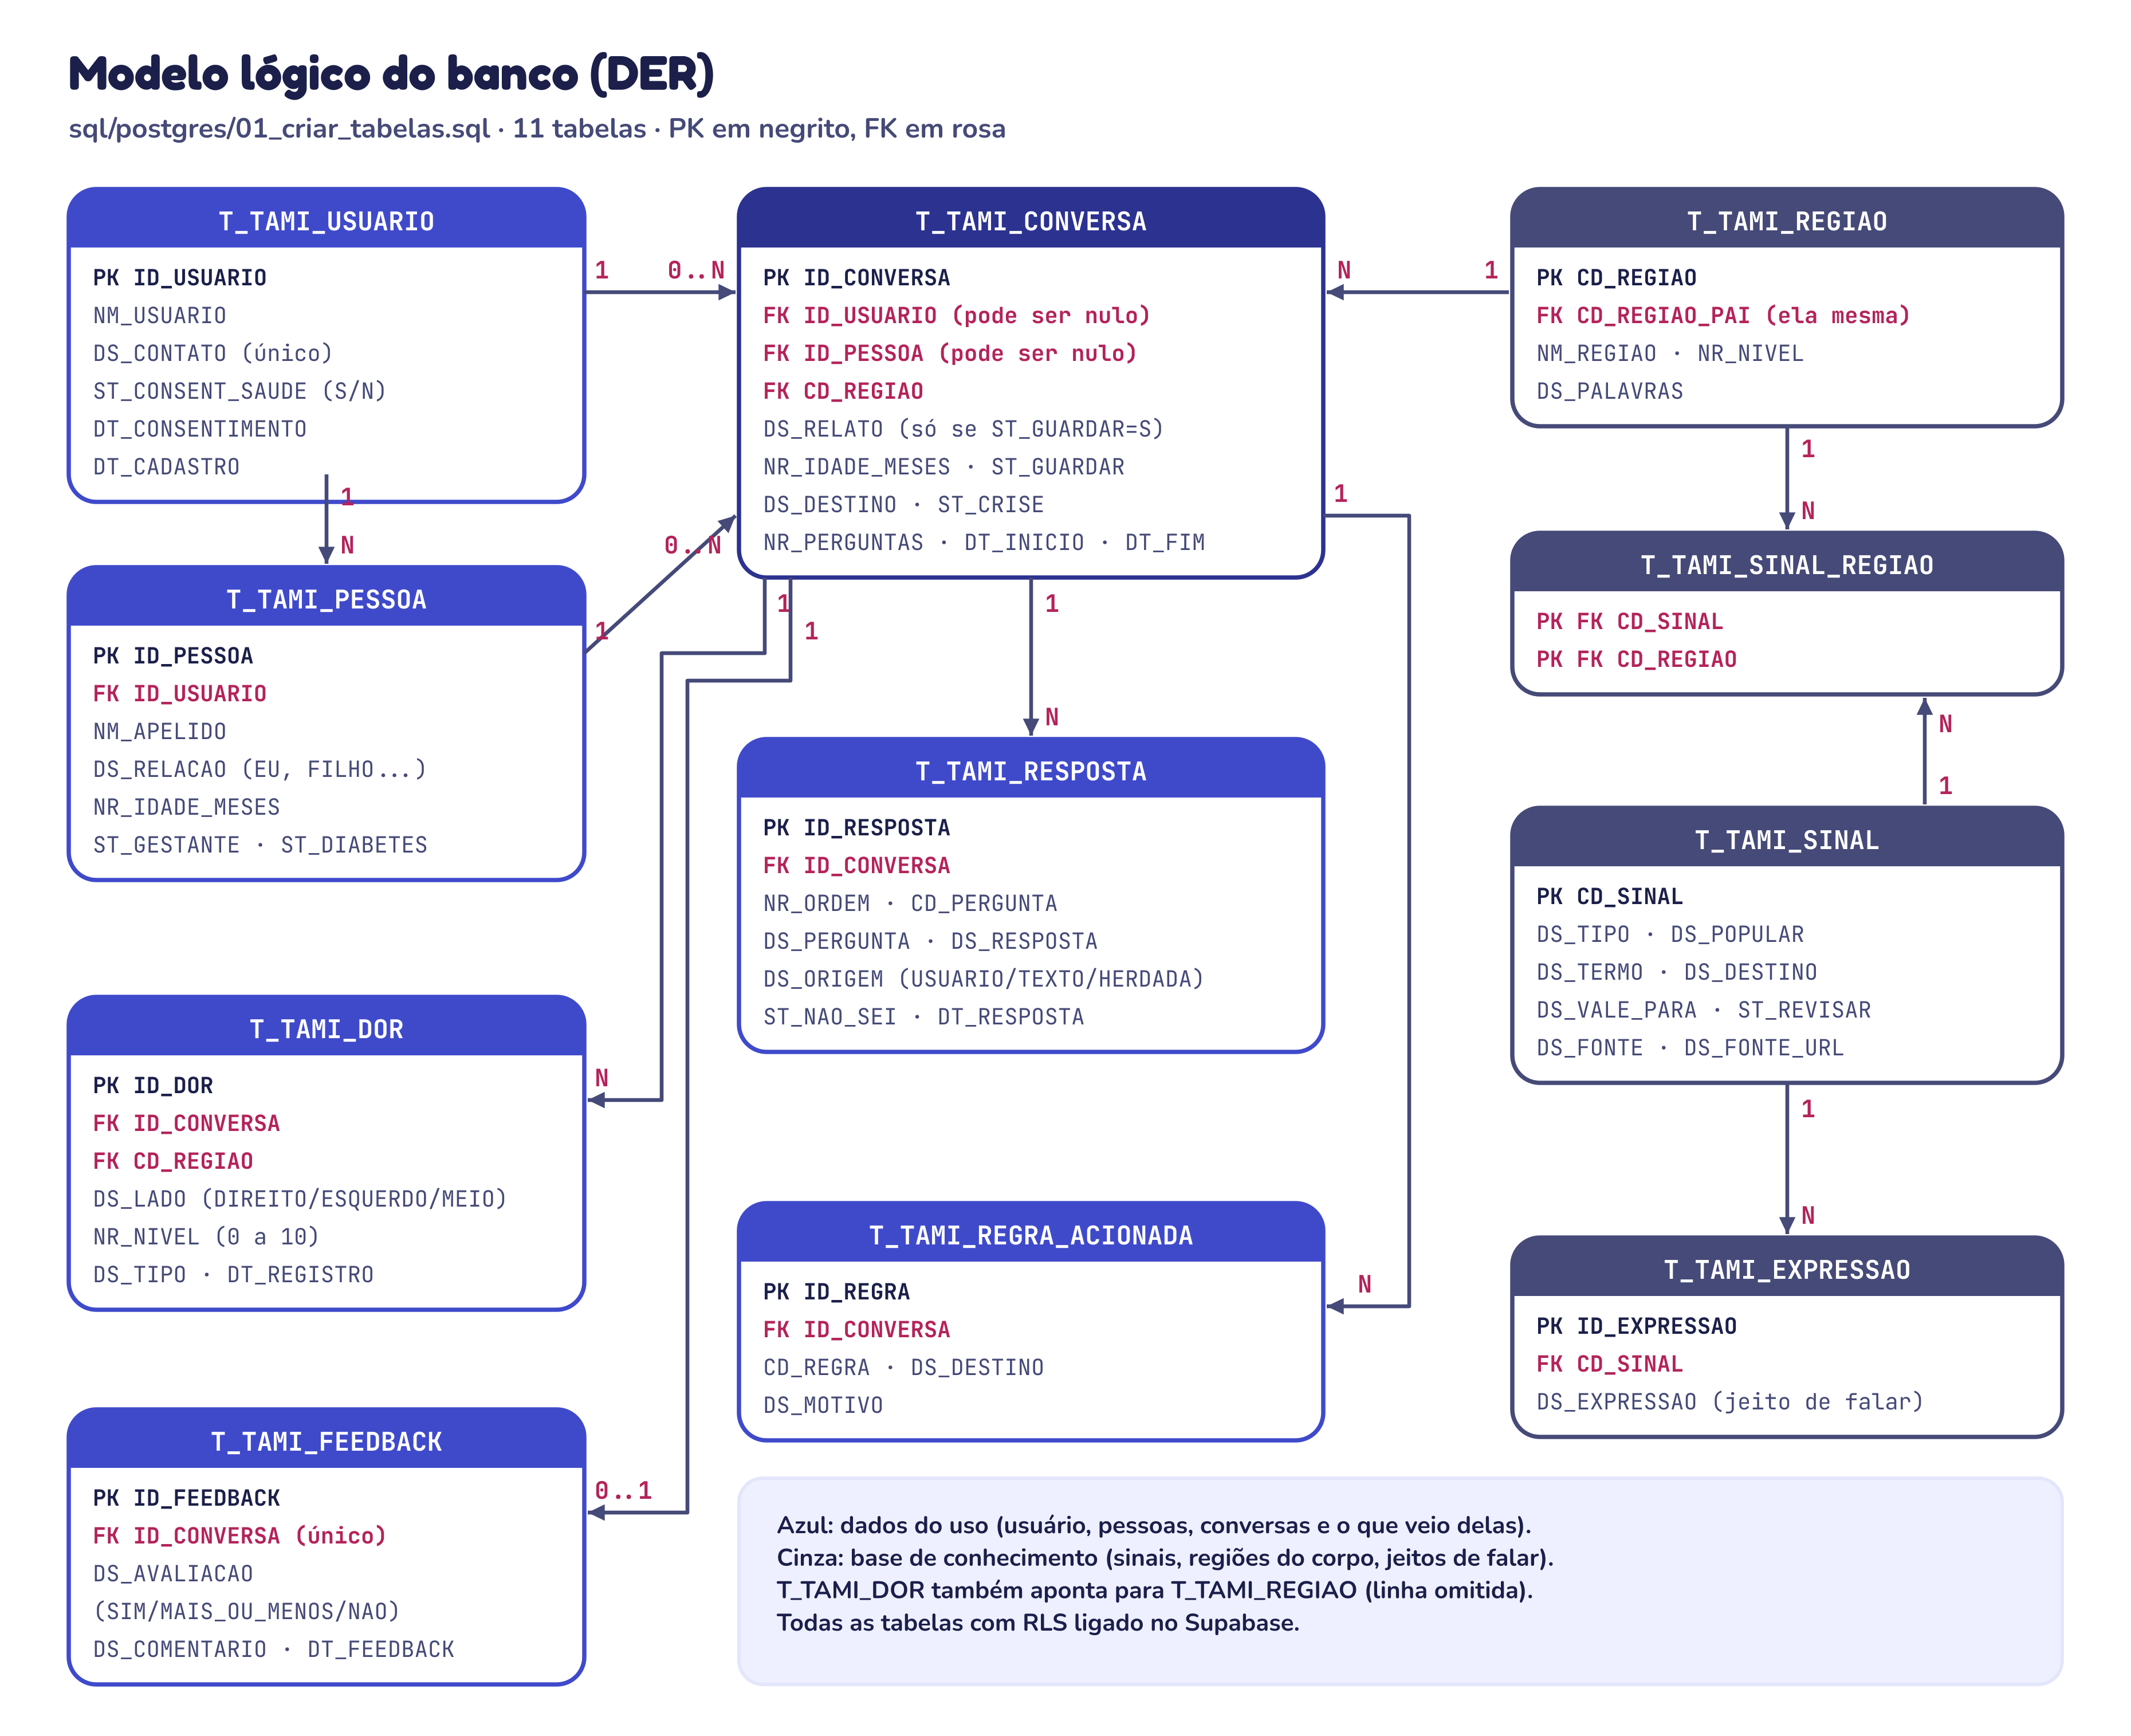 Modelo lógico do banco (DER)
sql/postgres/01_criar_tabelas.sql · 11 tabelas · PK em negrito, FK em rosa
T_TAMI_USUARIO
PK ID_USUARIO
NM_USUARIO
DS_CONTATO (único)
ST_CONSENT_SAUDE (S/N)
DT_CONSENTIMENTO
DT_CADASTRO
1
0..N
1
N
T_TAMI_CONVERSA
PK ID_CONVERSA
FK ID_USUARIO (pode ser nulo)
FK ID_PESSOA (pode ser nulo)
FK CD_REGIAO
DS_RELATO (só se ST_GUARDAR=S)
NR_IDADE_MESES · ST_GUARDAR
DS_DESTINO · ST_CRISE
NR_PERGUNTAS · DT_INICIO · DT_FIM
N
1
T_TAMI_REGIAO
PK CD_REGIAO
FK CD_REGIAO_PAI (ela mesma)
NM_REGIAO · NR_NIVEL
DS_PALAVRAS
1
N
T_TAMI_PESSOA
PK ID_PESSOA
FK ID_USUARIO
NM_APELIDO
DS_RELACAO (EU, FILHO...)
NR_IDADE_MESES
ST_GESTANTE · ST_DIABETES
0..N
1
1
1
1
N
1
T_TAMI_SINAL_REGIAO
PK FK CD_SINAL
PK FK CD_REGIAO
N
1
T_TAMI_RESPOSTA
PK ID_RESPOSTA
FK ID_CONVERSA
NR_ORDEM · CD_PERGUNTA
DS_PERGUNTA · DS_RESPOSTA
DS_ORIGEM (USUARIO/TEXTO/HERDADA)
ST_NAO_SEI · DT_RESPOSTA
T_TAMI_SINAL
PK CD_SINAL
DS_TIPO · DS_POPULAR
DS_TERMO · DS_DESTINO
DS_VALE_PARA · ST_REVISAR
DS_FONTE · DS_FONTE_URL
1
N
T_TAMI_DOR
PK ID_DOR
FK ID_CONVERSA
FK CD_REGIAO
DS_LADO (DIREITO/ESQUERDO/MEIO)
NR_NIVEL (0 a 10)
DS_TIPO · DT_REGISTRO
N
T_TAMI_REGRA_ACIONADA
PK ID_REGRA
FK ID_CONVERSA
CD_REGRA · DS_DESTINO
DS_MOTIVO
N
T_TAMI_EXPRESSAO
PK ID_EXPRESSAO
FK CD_SINAL
DS_EXPRESSAO (jeito de falar)
T_TAMI_FEEDBACK
PK ID_FEEDBACK
FK ID_CONVERSA (único)
DS_AVALIACAO
(SIM/MAIS_OU_MENOS/NAO)
DS_COMENTARIO · DT_FEEDBACK
0..1
Azul: dados do uso (usuário, pessoas, conversas e o que veio delas).
Cinza: base de conhecimento (sinais, regiões do corpo, jeitos de falar).
T_TAMI_DOR também aponta para T_TAMI_REGIAO (linha omitida).
Todas as tabelas com RLS ligado no Supabase.